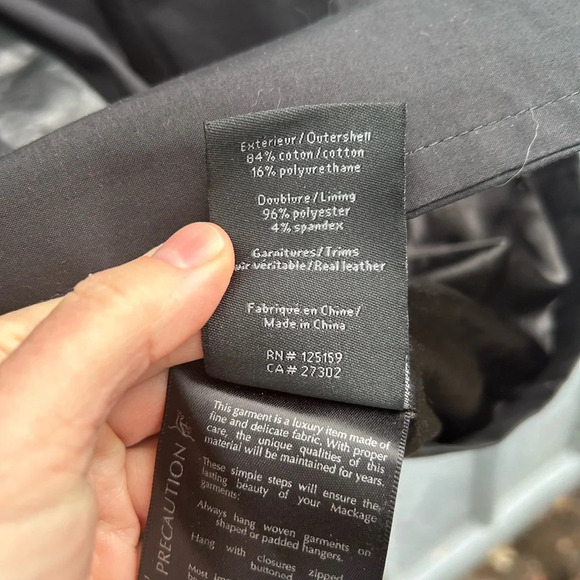 Extérieur/Outershell
84% coton/cotton
16% polyurethane
Doublure/Lining
96% polyester
4% spandex
Garnitures/Trims
uir véritable/Real leather
Fabriqué en Chine/
Made in China
RN# 125159
CA# 27302
PRECAUTION
This garment is a luxury item made of
fine and delicate fabric. With proper
care, the unique qualities of this
material will be maintained for years.
These simple steps will ensure the
lasting beauty of your Mackage
garments:
Always hang woven garments on
shaped or padded hangers.
Hang with closures zipped
buttoned
Most